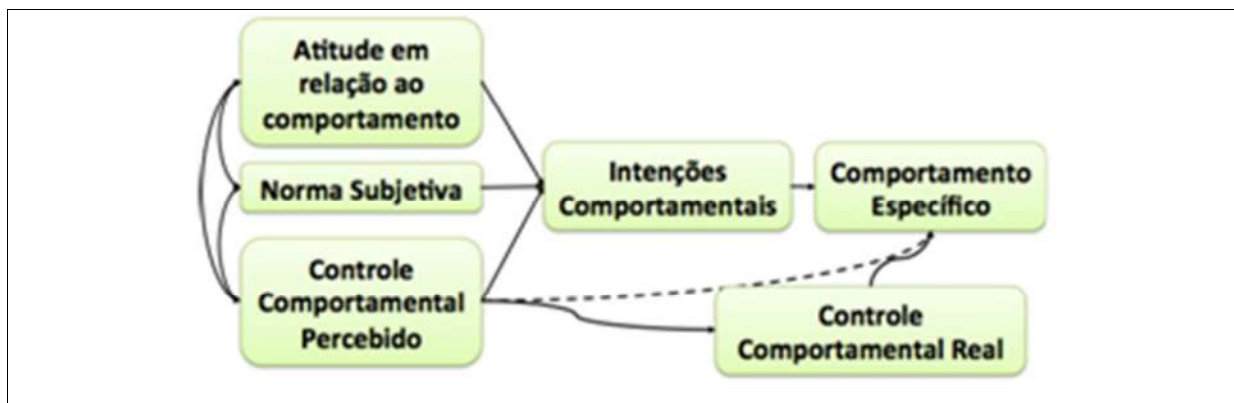 Atitude em
relação ao
comportamento
Norma Subjetiva
Controle
Comportamental
Percebido
Intenções
Comportamentais
Comportamento
Específico
Controle
Comportamental Real